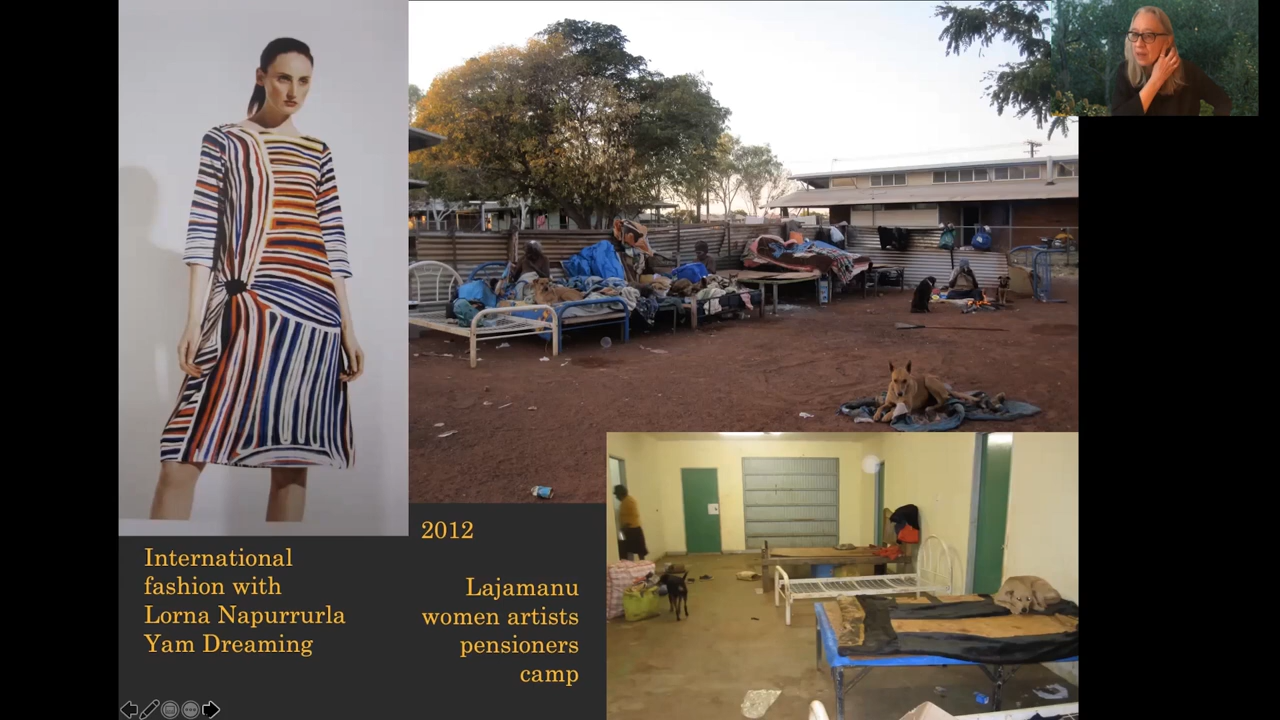 International
fashion with
Lorna Napurrurla
Yam Dreaming
2012
Lajamanu
women artists
pensioners
camp